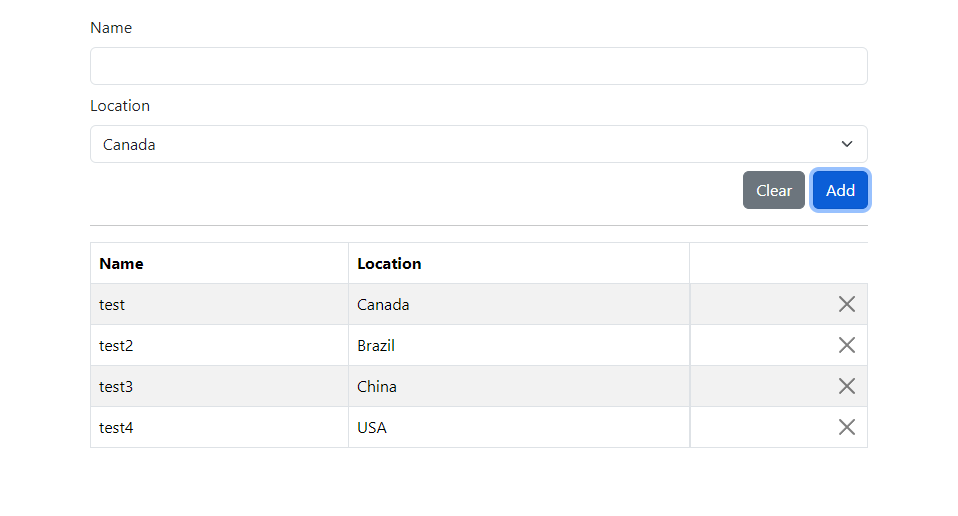 Name
Location
Canada
Clear Add
Name Location
test Canada
test2 Brazil
test3 China
test4 USA